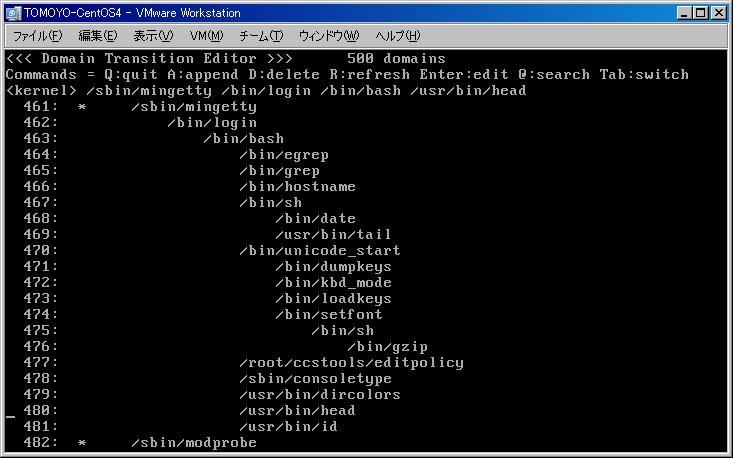 TOMOYO-CentOS4 - VMware Workstation
ファイル(F) 編集(E) 表示(V) VM(M) チーム(T) ウィンドウ(W) ヘルプ(H)
<<< Domain Transition Editor >>>      500 domains
Commands = Q:quit A:append D:delete R:refresh Enter:edit @:search Tab:switch
<kernel> /sbin/mingetty /bin/login /bin/bash /usr/bin/head
  461:  *     /sbin/mingetty
  462:            /bin/login
  463:                /bin/bash
  464:                    /bin/egrep
  465:                    /bin/grep
  466:                    /bin/hostname
  467:                    /bin/sh
  468:                        /bin/date
  469:                        /usr/bin/tail
  470:                    /bin/unicode_start
  471:                        /bin/dumpkeys
  472:                        /bin/kbd_mode
  473:                        /bin/loadkeys
  474:                        /bin/setfont
  475:                            /bin/sh
  476:                                /bin/gzip
  477:                    /root/ccstools/editpolicy
  478:                    /sbin/consoletype
  479:                    /usr/bin/dircolors
_ 480:                    /usr/bin/head
  481:                    /usr/bin/id
  482:  *     /sbin/modprobe